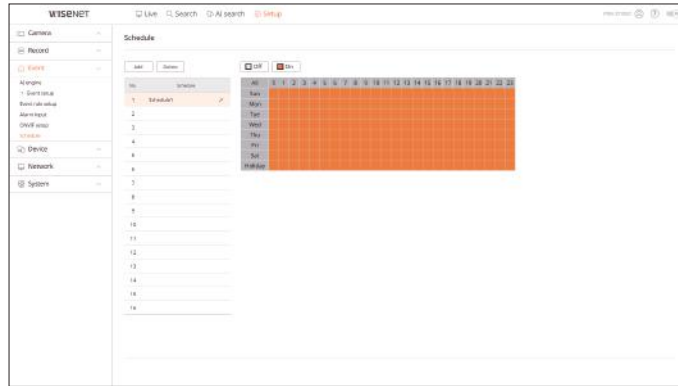 WISENET
Live
Search
AI search
Setup
Camera
Record
Event
AI engine
Event setup
Event rule setup
Alarm input
ONVIF setup
Schedule
Device
Network
System
Schedule
Add
Delete
No.
Schedule
1 Schedule1
2
3
4
5
6
7
8
9
10
11
12
13
14
15
16
Off
On
All 0 1 2 3 4 5 6 7 8 9 10 11 12 13 14 15 16 17 18 19 20 21 22 23
Sun
Mon
Tue
Wed
Thu
Fri
Sat
Holiday